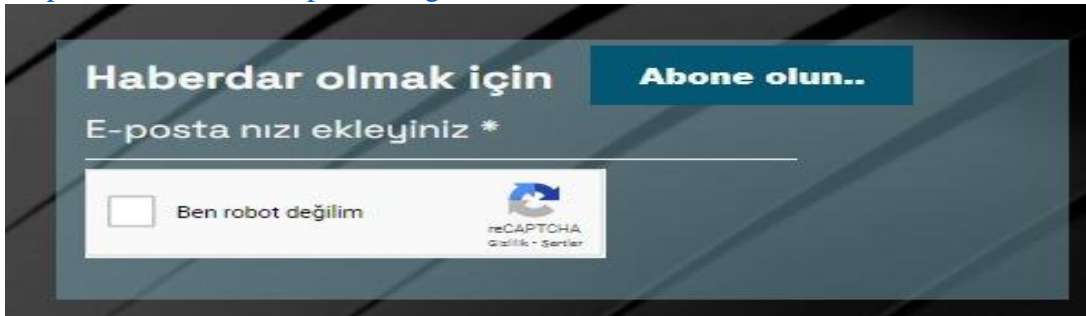 Haberdar olmak için
Abone olun..
E-posta nızı ekleyiniz *
Ben robot değilim
reCAPTCHA
Gizlilik - Şartlar